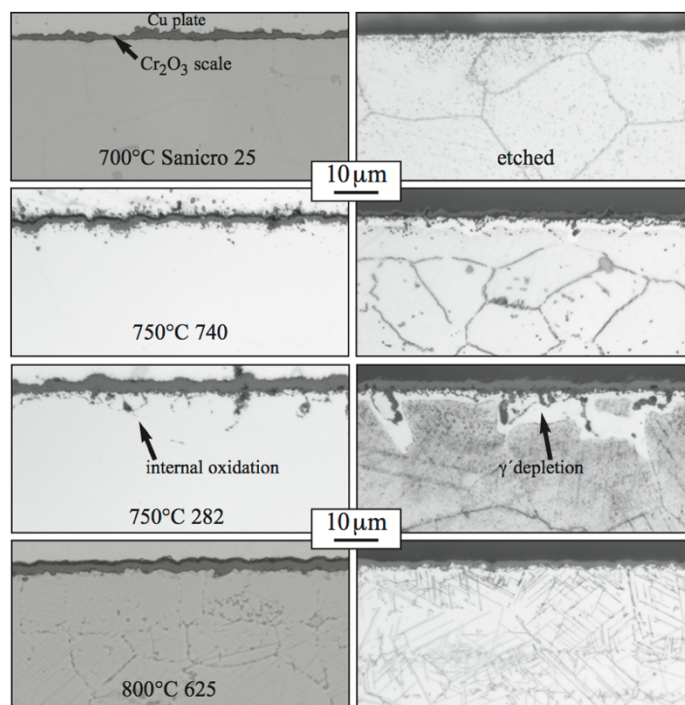 Cu plate
Cr₂O₃ scale
700°C Sanicro 25
etched
10 μm
750°C 740
internal oxidation
γ′ depletion
750°C 282
10 μm
800°C 625